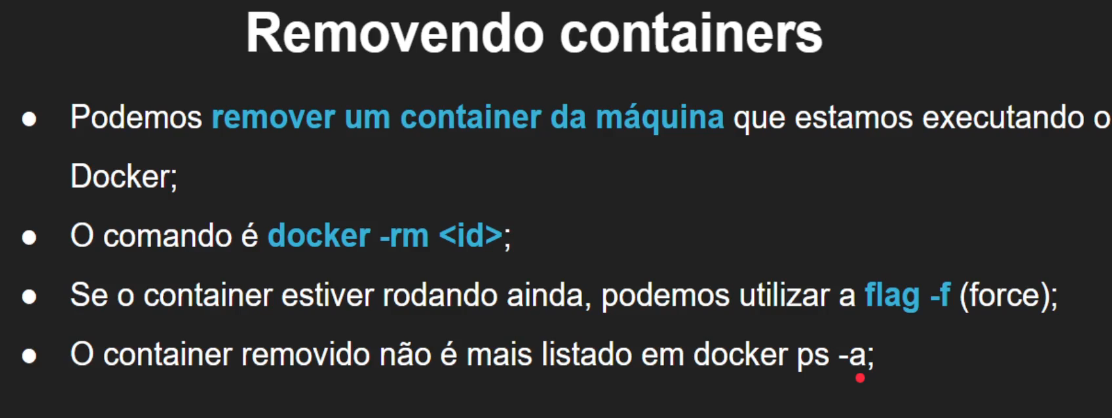 Removendo containers
● Podemos remover um container da máquina que estamos executando o
Docker;
● O comando é docker -rm <id>;
● Se o container estiver rodando ainda, podemos utilizar a flag -f (force);
● O container removido não é mais listado em docker ps -a;